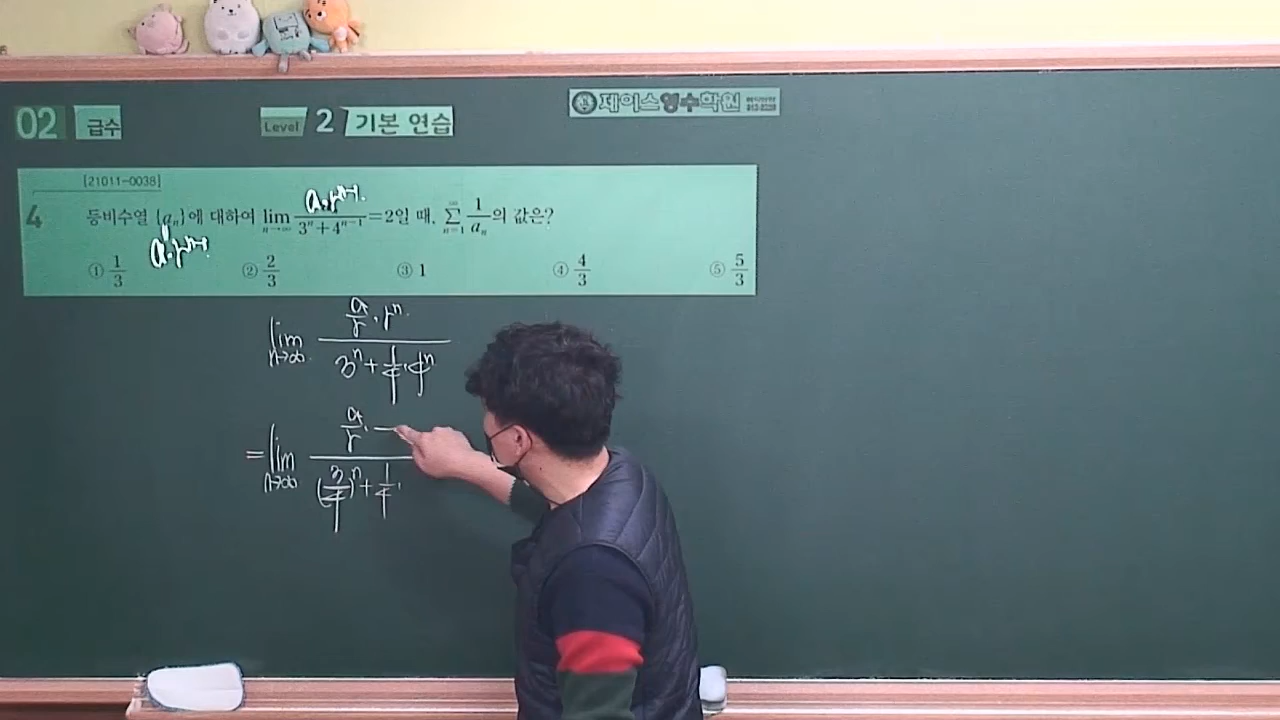 02 급수
Level 2 기본 연습
제이스영수학원
[21011-0038]
a·rⁿ⁻¹
4 등비수열 {aₙ}에 대하여 lim n→∞ /(3ⁿ+4ⁿ⁻¹)=2일 때, ∑ n=1 ∞ 1/aₙ의 값은?
a·rⁿ⁻¹
① 1/3 ② 2/3 ③ 1 ④ 4/3 ⑤ 5/3
lim n→∞ (a/r · rⁿ)/(3ⁿ + 1/4 · 4ⁿ)
= lim n→∞ (a/r ·)/((3/4)ⁿ + 1/4)